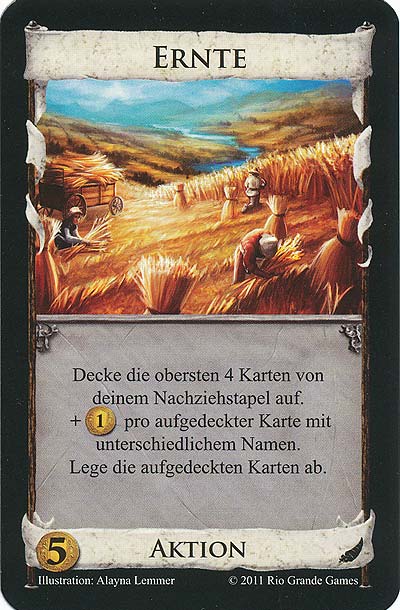 ERNTE
Decke die obersten 4 Karten von
deinem Nachziehstapel auf.
+ 1 pro aufgedeckter Karte mit
unterschiedlichem Namen.
Lege die aufgedeckten Karten ab.
5 AKTION
Illustration: Alayna Lemmer © 2011 Rio Grande Games